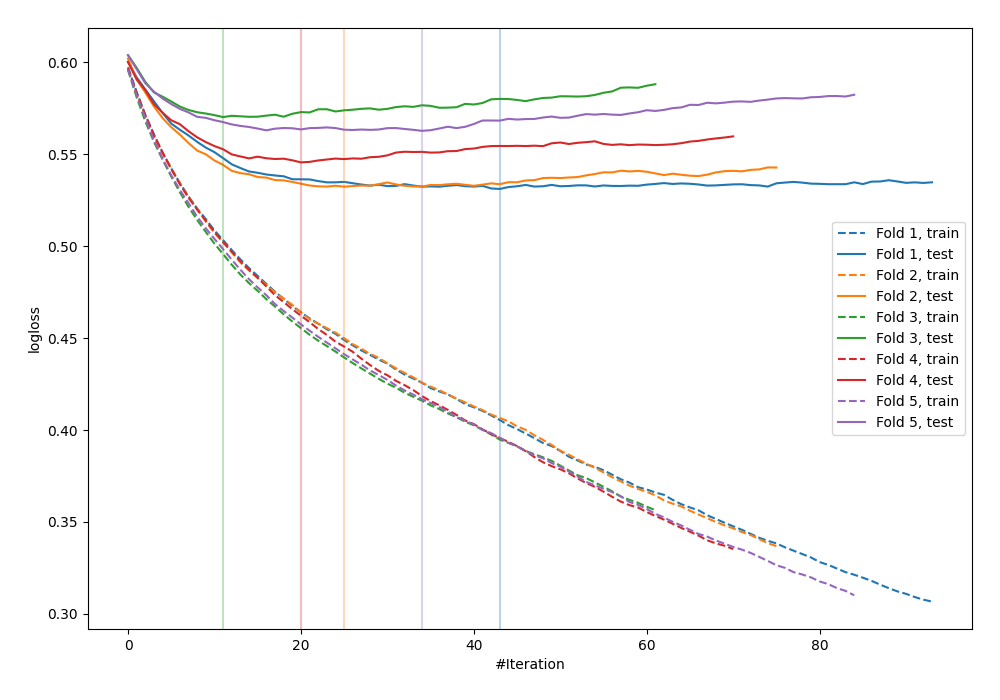 0.60
0.55
0.50
0.45
0.40
0.35
0.30
logloss
0
20
40
60
80
#Iteration
Fold 1, train
Fold 1, test
Fold 2, train
Fold 2, test
Fold 3, train
Fold 3, test
Fold 4, train
Fold 4, test
Fold 5, train
Fold 5, test